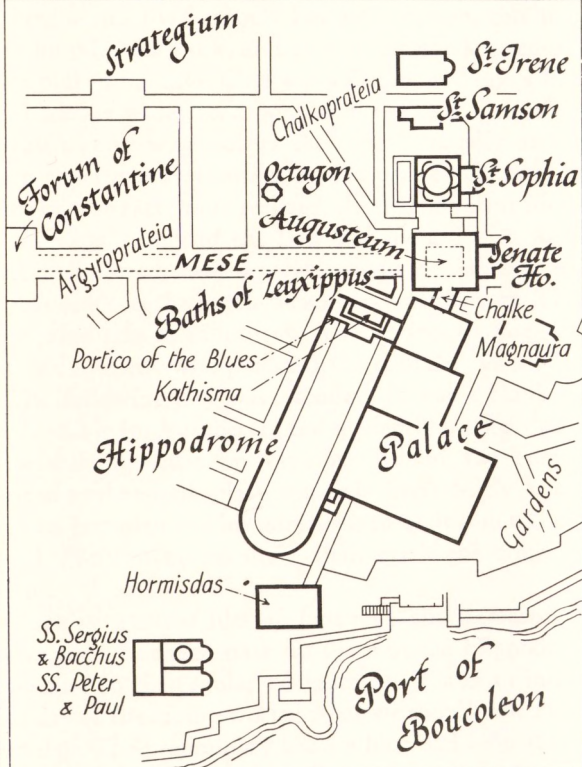 Strategium
St Irene
Chalkoprateia
St Samson
Forum of
Constantine
Octagon
St Sophia
Augusteum
Argyroprateia
MESE
Senate
Ho.
Baths of Zeuxippus
Chalke
Portico of the Blues
Magnaura
Kathisma
Hippodrome
Palace
Gardens
Hormisdas
SS. Sergius
& Bacchus
SS. Peter
& Paul
Port of
Boucoleon